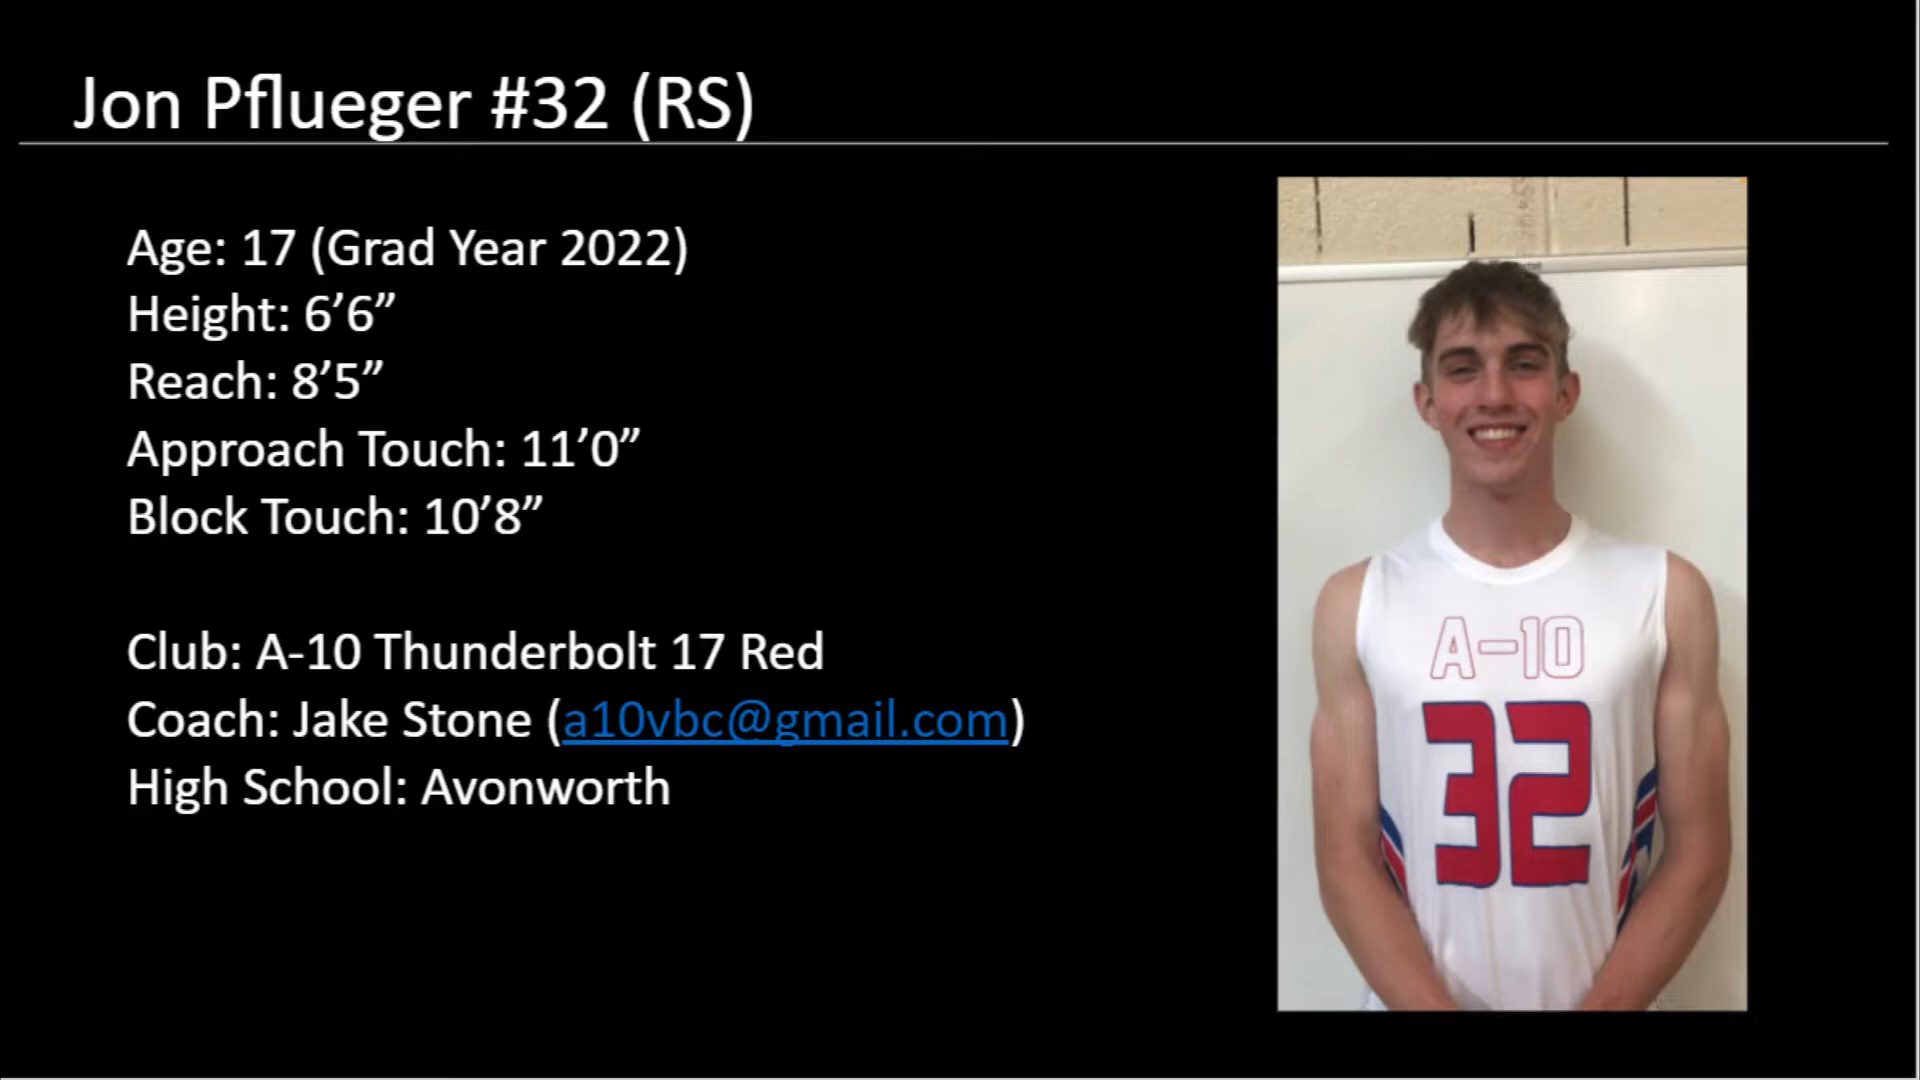 Jon Pflueger #32 (RS)
Age: 17 (Grad Year 2022)
Height: 6’6”
Reach: 8’5”
Approach Touch: 11’0”
Block Touch: 10’8”
Club: A-10 Thunderbolt 17 Red
Coach: Jake Stone (a10vbc@gmail.com)
High School: Avonworth
A-10
32